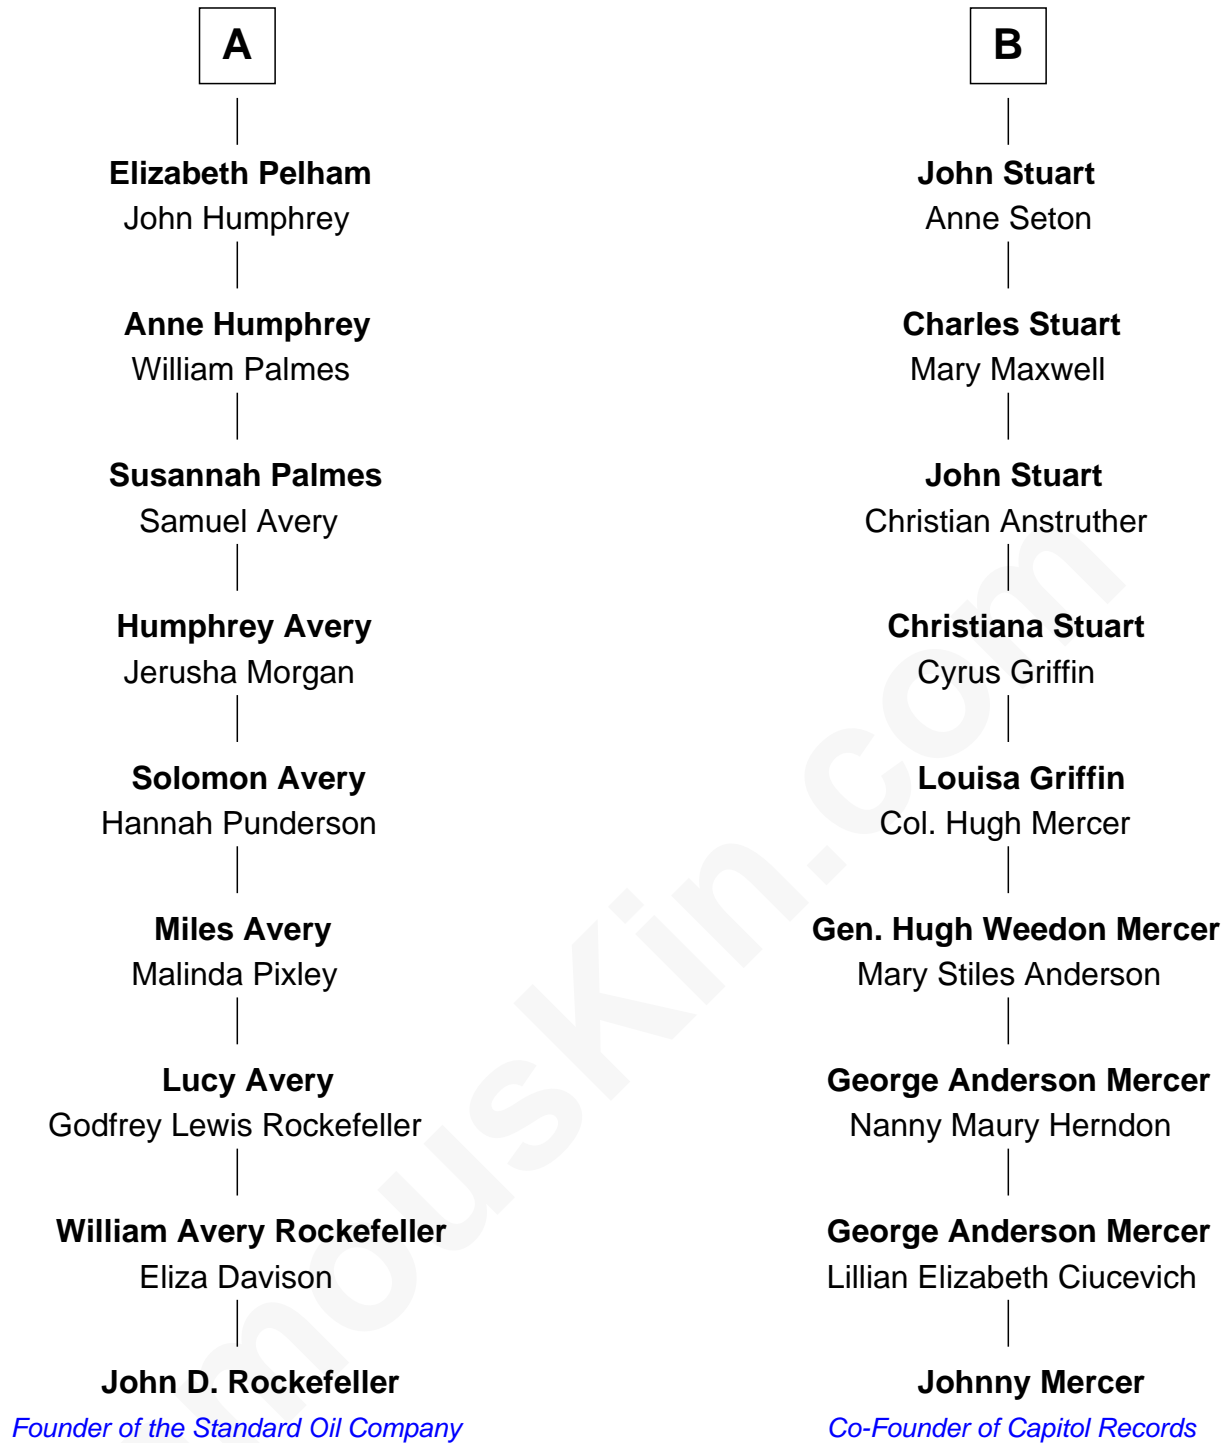 A
Elizabeth Pelham
John Humphrey
Anne Humphrey
William Palmes
Susannah Palmes
Samuel Avery
Humphrey Avery
Jerusha Morgan
Solomon Avery
Hannah Punderson
Miles Avery
Malinda Pixley
Lucy Avery
Godfrey Lewis Rockefeller
William Avery Rockefeller
Eliza Davison
John D. Rockefeller
Founder of the Standard Oil Company
B
John Stuart
Anne Seton
Charles Stuart
Mary Maxwell
John Stuart
Christian Anstruther
Christiana Stuart
Cyrus Griffin
Louisa Griffin
Col. Hugh Mercer
Gen. Hugh Weedon Mercer
Mary Stiles Anderson
George Anderson Mercer
Nanny Maury Herndon
George Anderson Mercer
Lillian Elizabeth Ciucevich
Johnny Mercer
Co-Founder of Capitol Records
mousKin.com